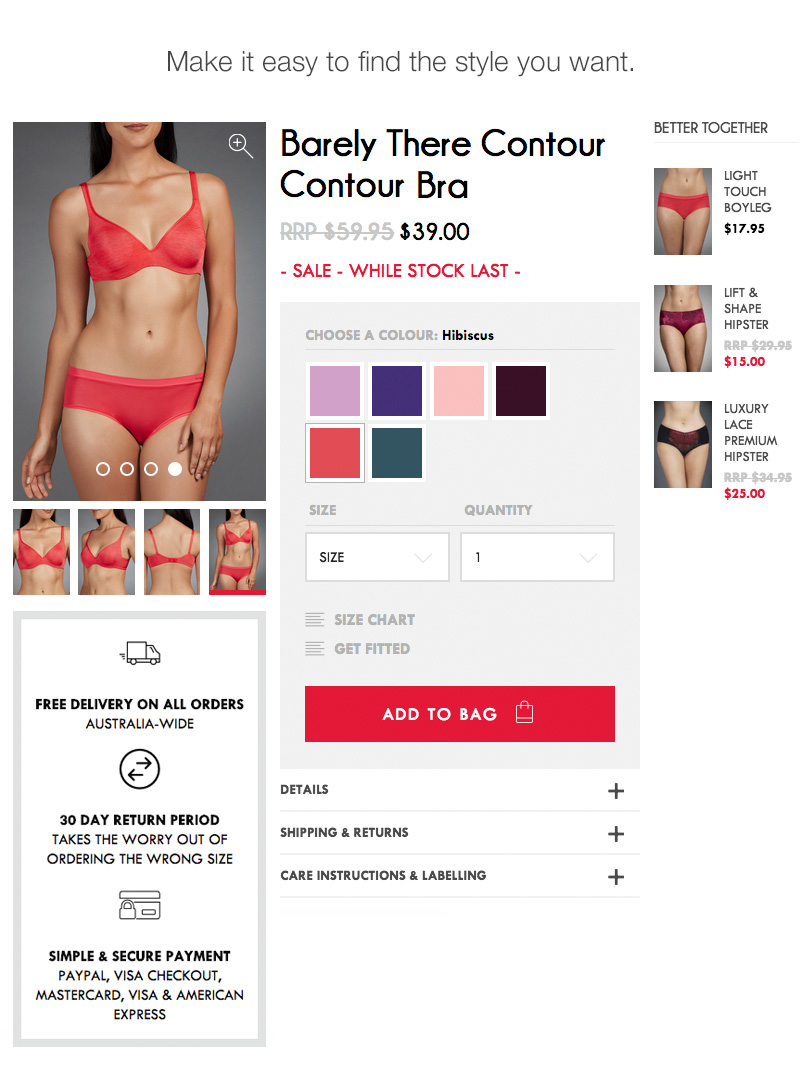 Make it easy to find the style you want.
Barely There Contour
Contour Bra
RRP $59.95 $39.00
- SALE - WHILE STOCK LAST -
CHOOSE A COLOUR: Hibiscus
SIZE QUANTITY
SIZE 1
SIZE CHART
GET FITTED
ADD TO BAG
DETAILS
SHIPPING & RETURNS
CARE INSTRUCTIONS & LABELLING
FREE DELIVERY ON ALL ORDERS
AUSTRALIA-WIDE
30 DAY RETURN PERIOD
TAKES THE WORRY OUT OF
ORDERING THE WRONG SIZE
SIMPLE & SECURE PAYMENT
PAYPAL, VISA CHECKOUT,
MASTERCARD, VISA & AMERICAN
EXPRESS
BETTER TOGETHER
LIGHT
TOUCH
BOYLEG
$17.95
LIFT &
SHAPE
HIPSTER
RRP $29.95
$15.00
LUXURY
LACE
PREMIUM
HIPSTER
RRP $34.95
$25.00